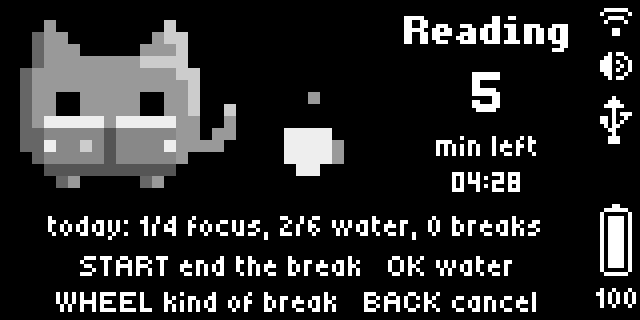 Reading
5
min left
04:28
today: 1/4 focus, 2/6 water, 0 breaks
START end the break OK water
WHEEL kind of break BACK cancel
100